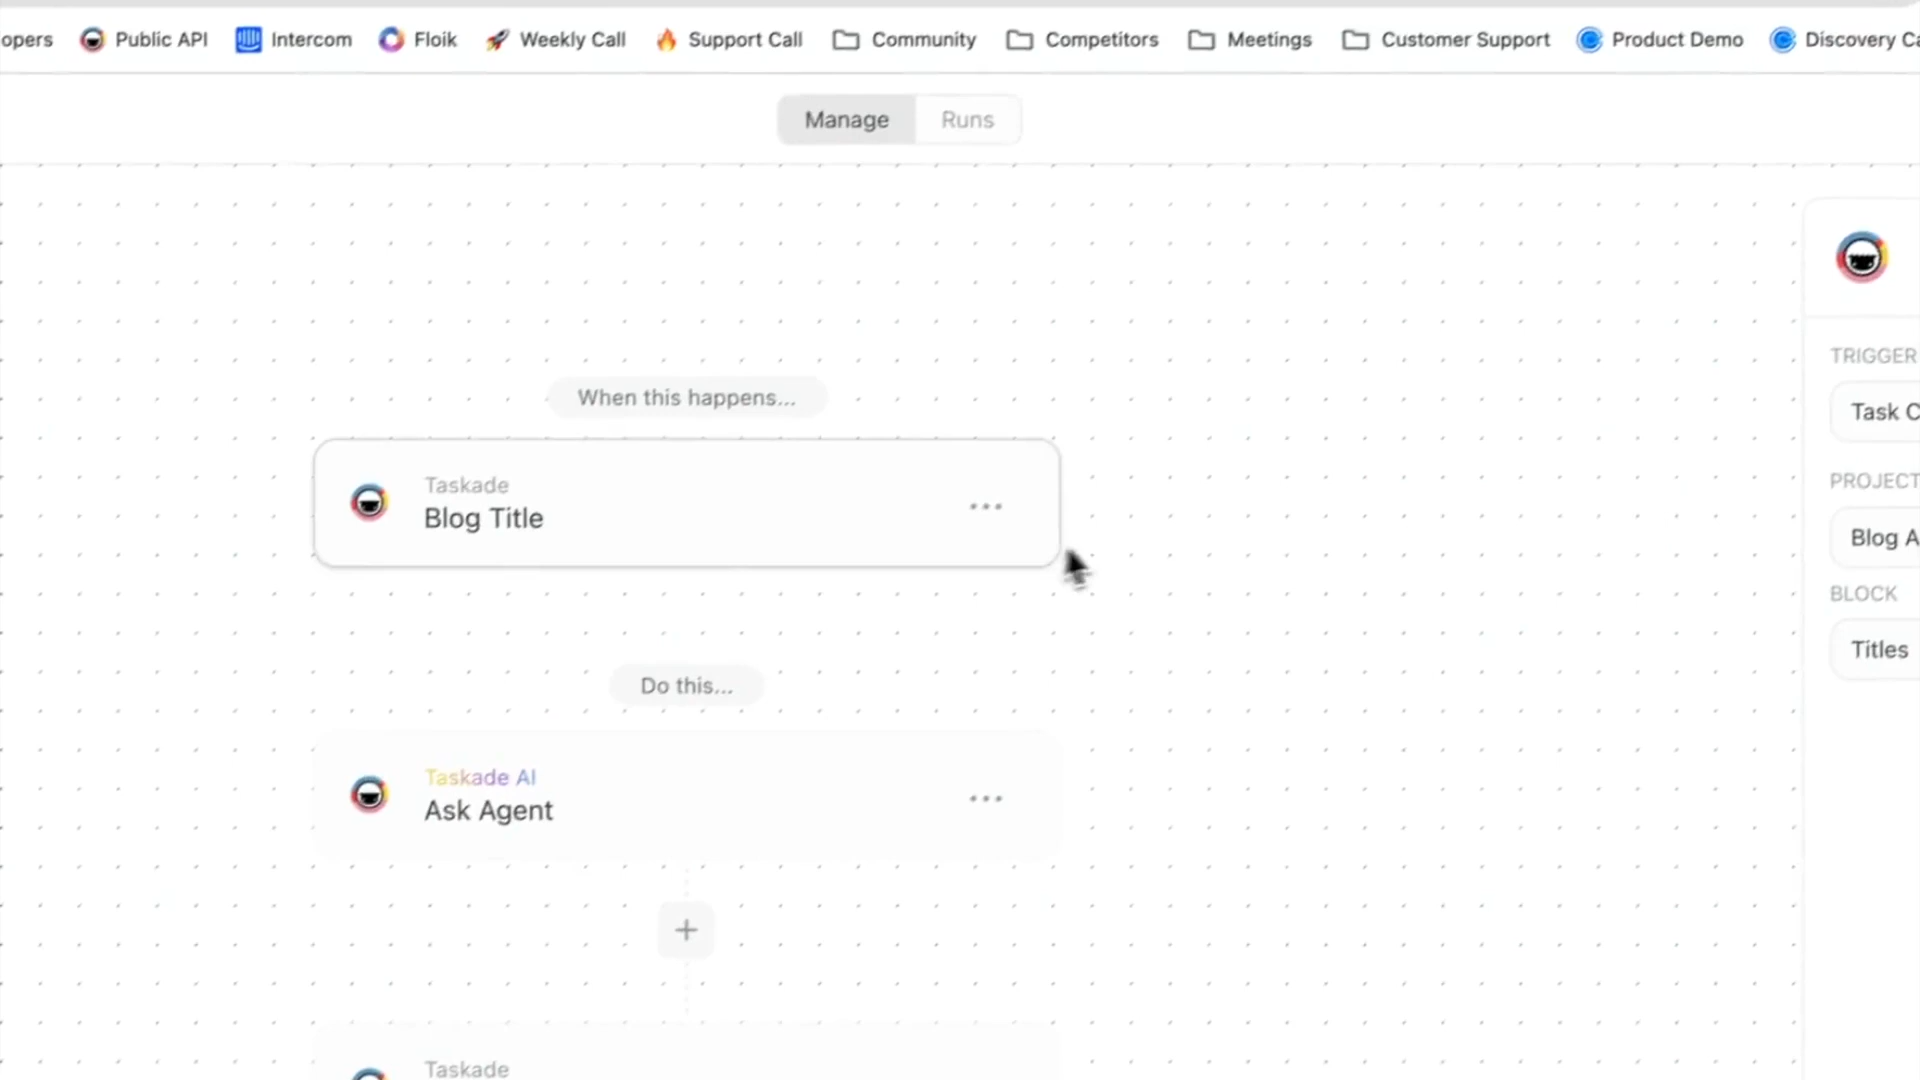 opers Public API Intercom Floik Weekly Call Support Call Community Competitors Meetings Customer Support Product Demo Discovery Ca
Manage Runs
When this happens...
Taskade
Blog Title
Do this...
Taskade AI
Ask Agent
Taskade
TRIGGER
Task C
PROJECT
Blog A
BLOCK
Titles